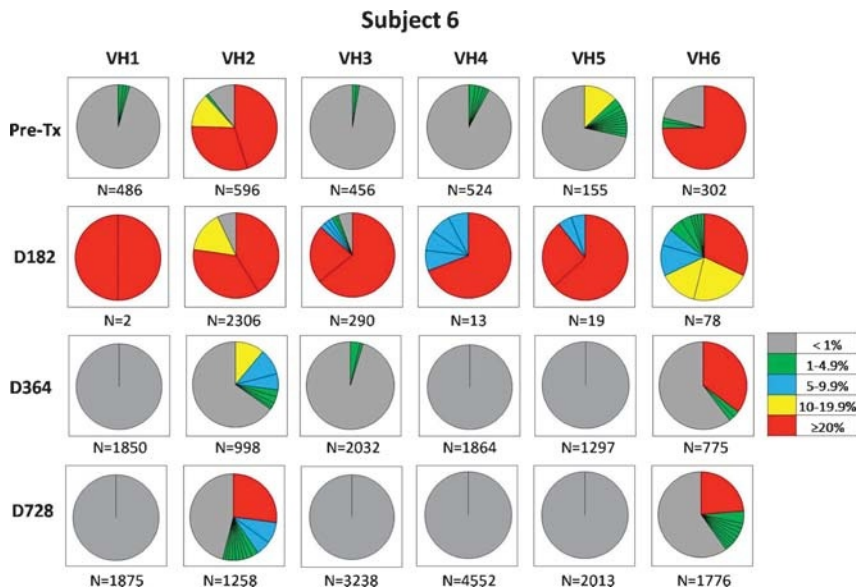 Subject 6
VH1 VH2 VH3 VH4 VH5 VH6
Pre-Tx
N=486 N=596 N=456 N=524 N=155 N=302
D182
N=2 N=2306 N=290 N=13 N=19 N=78
D364
N=1850 N=998 N=2032 N=1864 N=1297 N=775
< 1%
1-4.9%
5-9.9%
10-19.9%
≥20%
D728
N=1875 N=1258 N=3238 N=4552 N=2013 N=1776